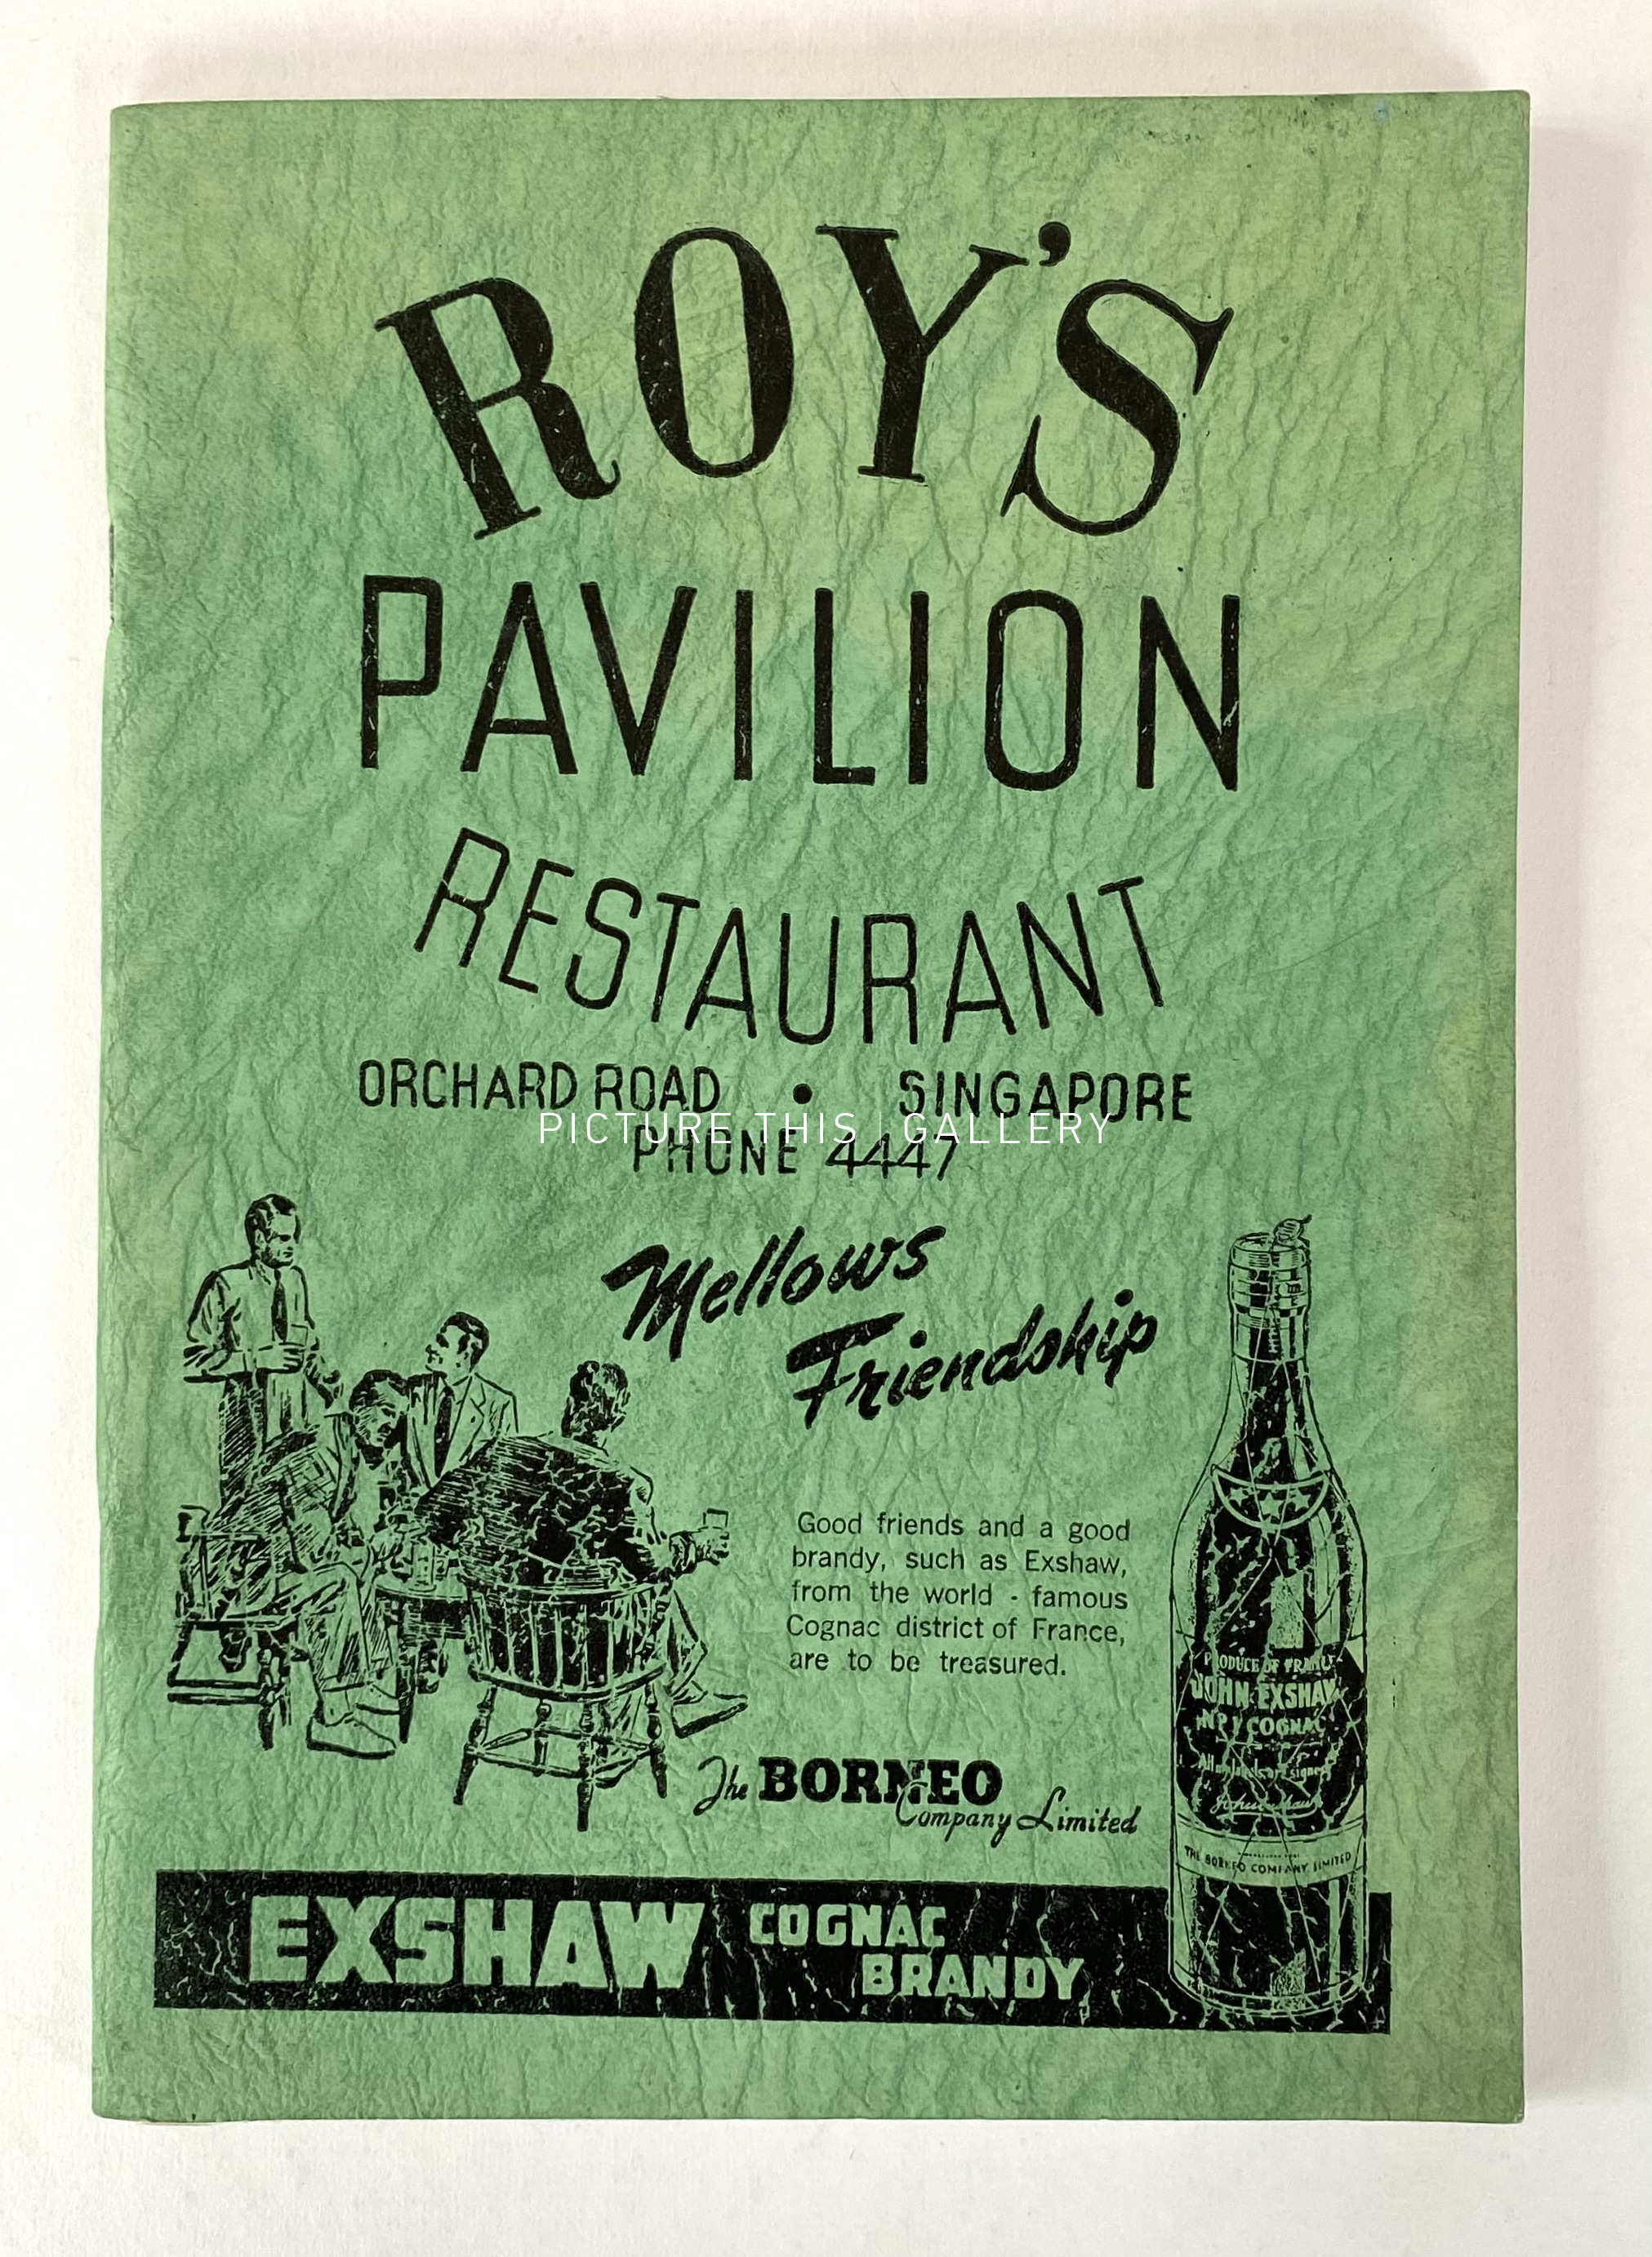 ROY'S
PAVILION
RESTAURANT
ORCHARD ROAD • SINGAPORE
PICTURE THIS | GALLERY
PHONE 4447
Mellows
Friendship
Good friends and a good
brandy, such as Exshaw,
from the world - famous
Cognac district of France,
are to be treasured.
PRODUCE OF FRANCE
JOHN EXSHAW
Nº 1 COGNAC
The BORNEO
Company Limited
THE BORNEO COMPANY LIMITED
EXSHAW COGNAC
BRANDY